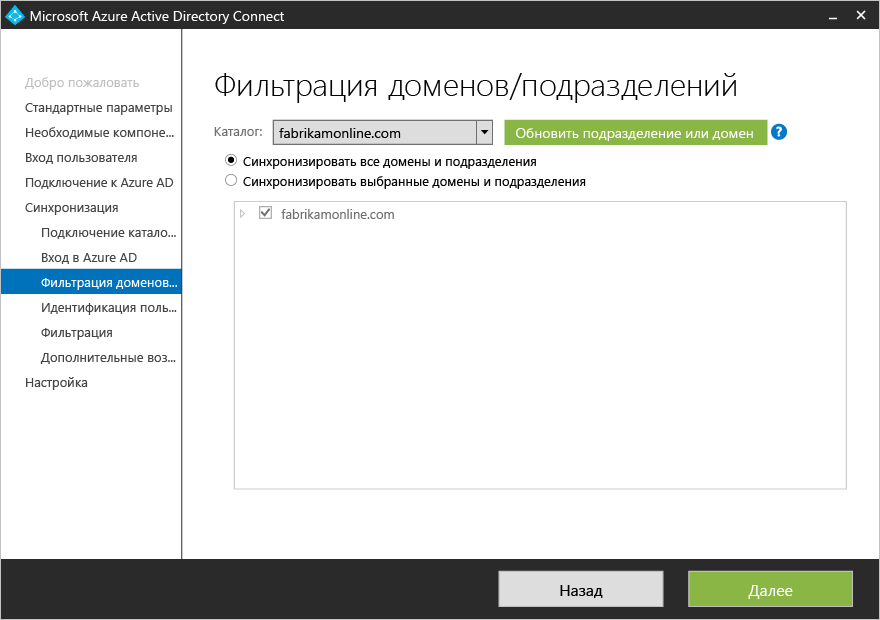 Microsoft Azure Active Directory Connect
Добро пожаловать
Стандартные параметры
Необходимые компоне...
Вход пользователя
Подключение к Azure AD
Синхронизация
Подключение катало...
Вход в Azure AD
Фильтрация доменов...
Идентификация поль...
Фильтрация
Дополнительные воз...
Настройка
Фильтрация доменов/подразделений
Каталог: fabrikamonline.com Обновить подразделение или домен ?
Синхронизировать все домены и подразделения
Синхронизировать выбранные домены и подразделения
fabrikamonline.com
Назад Далее